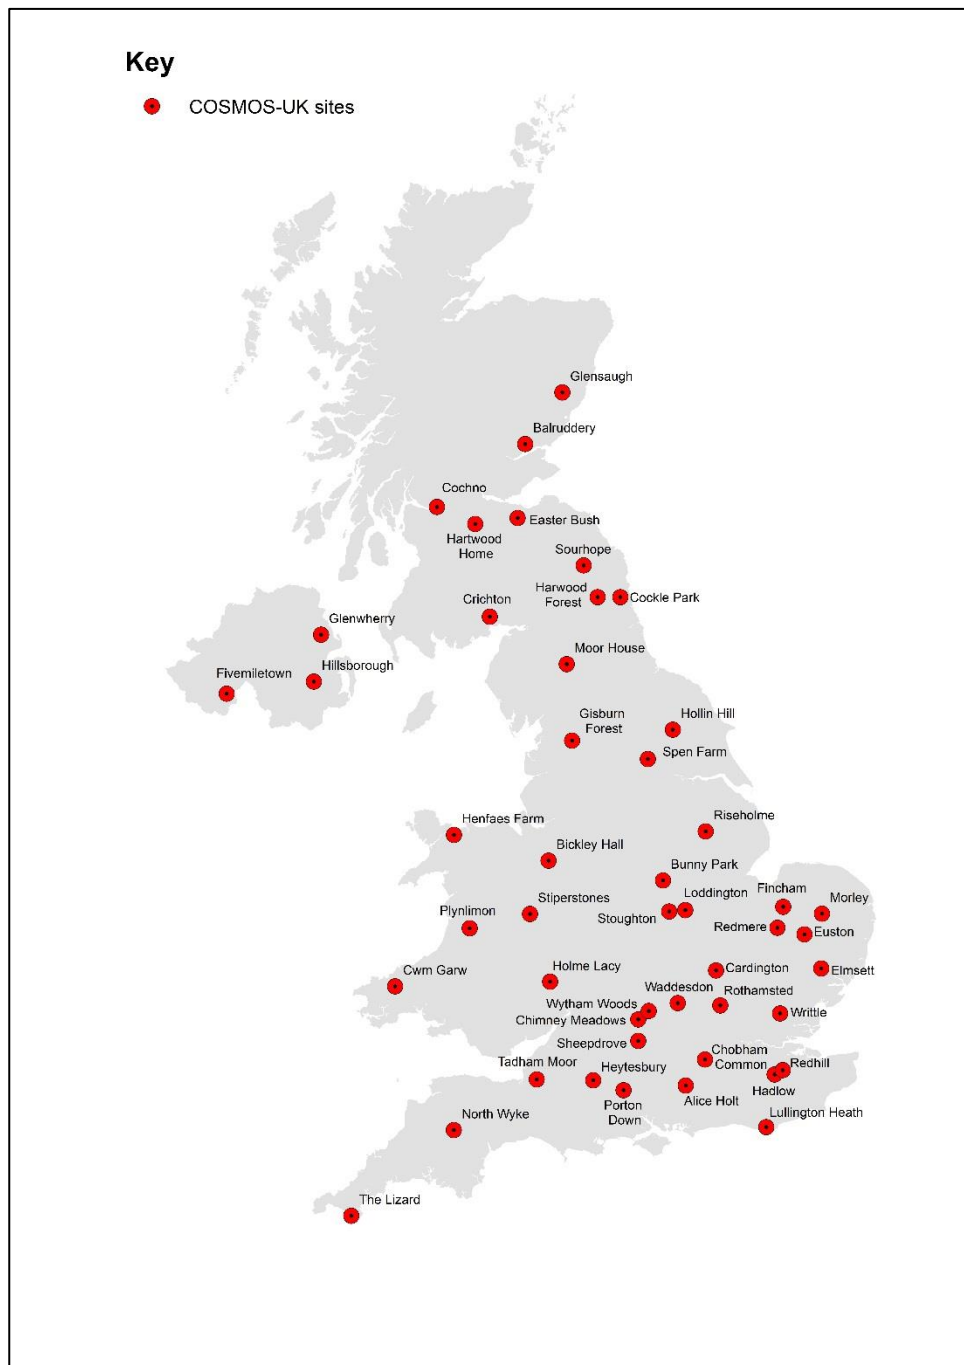 Key
COSMOS-UK sites
Glensaugh
Balruddery
Cochno
Easter Bush
Hartwood
Home
Sourhope
Harwood
Forest
Cockle Park
Crichton
Glenwherry
Moor House
Hillsborough
Fivemiletown
Hollin Hill
Gisburn
Forest
Spen Farm
Riseholme
Henfaes Farm
Bickley Hall
Bunny Park
Fincham
Loddington
Morley
Stiperstones
Stoughton
Plynlimon
Redmere
Euston
Holme Lacy
Cardington
Elmsett
Cwm Garw
Waddesdon
Rothamsted
Wytham Woods
Writtle
Chimney Meadows
Sheepdrove
Chobham
Common
Redhill
Tadham Moor
Heytesbury
Hadlow
Porton
Down
Alice Holt
North Wyke
Lullington Heath
The Lizard